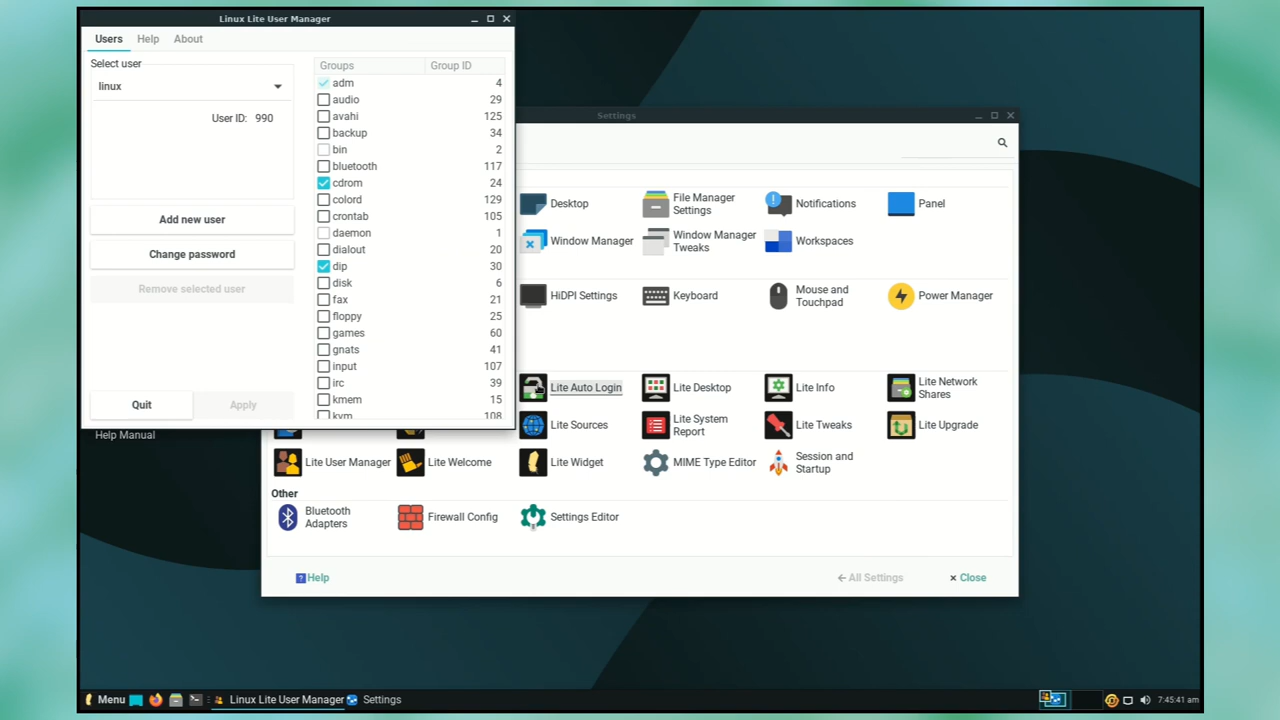 Linux Lite User Manager
Users Help About
Select user
linux
User ID: 990
Add new user
Change password
Remove selected user
Quit Apply
Groups Group ID
adm 4
audio 29
avahi 125
backup 34
bin 2
bluetooth 117
cdrom 24
colord 129
crontab 105
daemon 1
dialout 20
dip 30
disk 6
fax 21
floppy 25
games 60
gnats 41
input 107
irc 39
kmem 15
kvm 108
Help Manual
Settings
Desktop
File Manager
Settings
Notifications
Panel
Window Manager
Window Manager
Tweaks
Workspaces
HiDPI Settings
Keyboard
Mouse and
Touchpad
Power Manager
Lite Auto Login
Lite Desktop
Lite Info
Lite Network
Shares
Lite Sources
Lite System
Report
Lite Tweaks
Lite Upgrade
Lite User Manager
Lite Welcome
Lite Widget
MIME Type Editor
Session and
Startup
Other
Bluetooth
Adapters
Firewall Config
Settings Editor
Help
All Settings
Close
Menu
Linux Lite User Manager
Settings
7:45:41 am